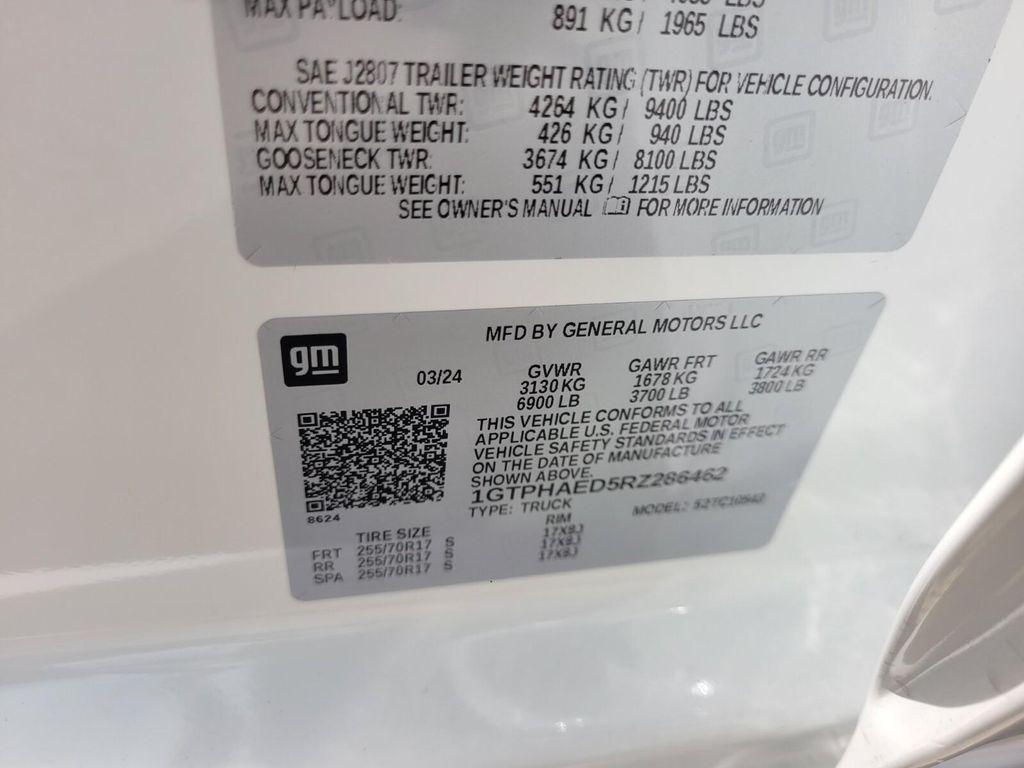 MAX PAYLOAD: 891 KG/ 1965 LBS
SAE J2807 TRAILER WEIGHT RATING (TWR) FOR VEHICLE CONFIGURATION.
CONVENTIONAL TWR: 4264 KG/ 9400 LBS
MAX TONGUE WEIGHT: 426 KG/ 940 LBS
GOOSENECK TWR: 3674 KG/ 8100 LBS
MAX TONGUE WEIGHT: 551 KG/ 1215 LBS
SEE OWNER'S MANUAL FOR MORE INFORMATION
gm
MFD BY GENERAL MOTORS LLC
03/24
GVWR GAWR FRT GAWR RR
3130 KG 1678 KG 1724 KG
6900 LB 3700 LB 3800 LB
THIS VEHICLE CONFORMS TO ALL
APPLICABLE U.S. FEDERAL MOTOR
VEHICLE SAFETY STANDARDS IN EFFECT
ON THE DATE OF MANUFACTURE
SHOWN ABOVE.
1GTPHAED5RZ286462
TYPE: TRUCK MODEL:
8624
TIRE SIZE RIM
FRT 255/70R17 S 17X8J
RR 255/70R17 S 17X8J
SPA 255/70R17 S 17X8J